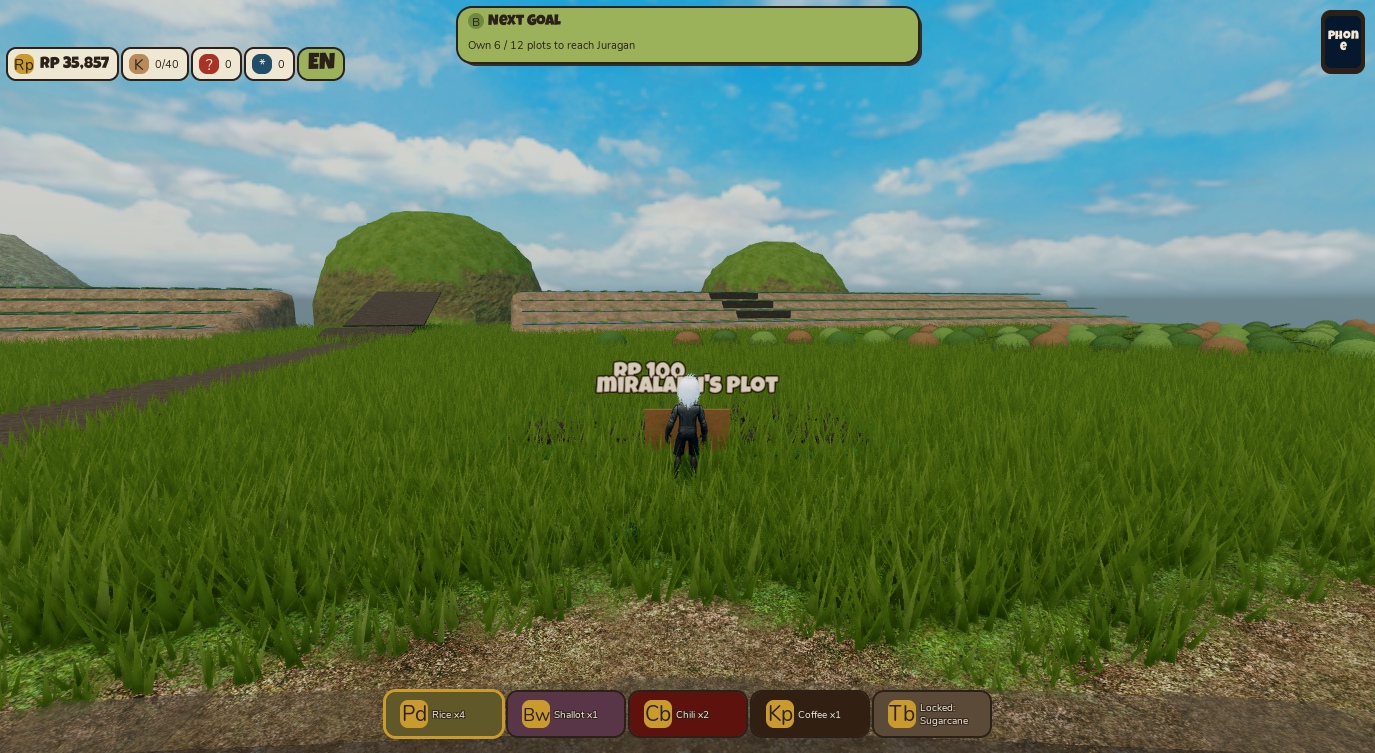 B NEXT GOAL
Own 6 / 12 plots to reach Juragan
PHON
E
Rp RP 35,857
K 0/40
? 0
* 0
EN
RP 100
'S PLOT
Pd Rice x4
Bw Shallot x1
Cb Chili x2
Kp Coffee x1
Tb Locked:
Sugarcane